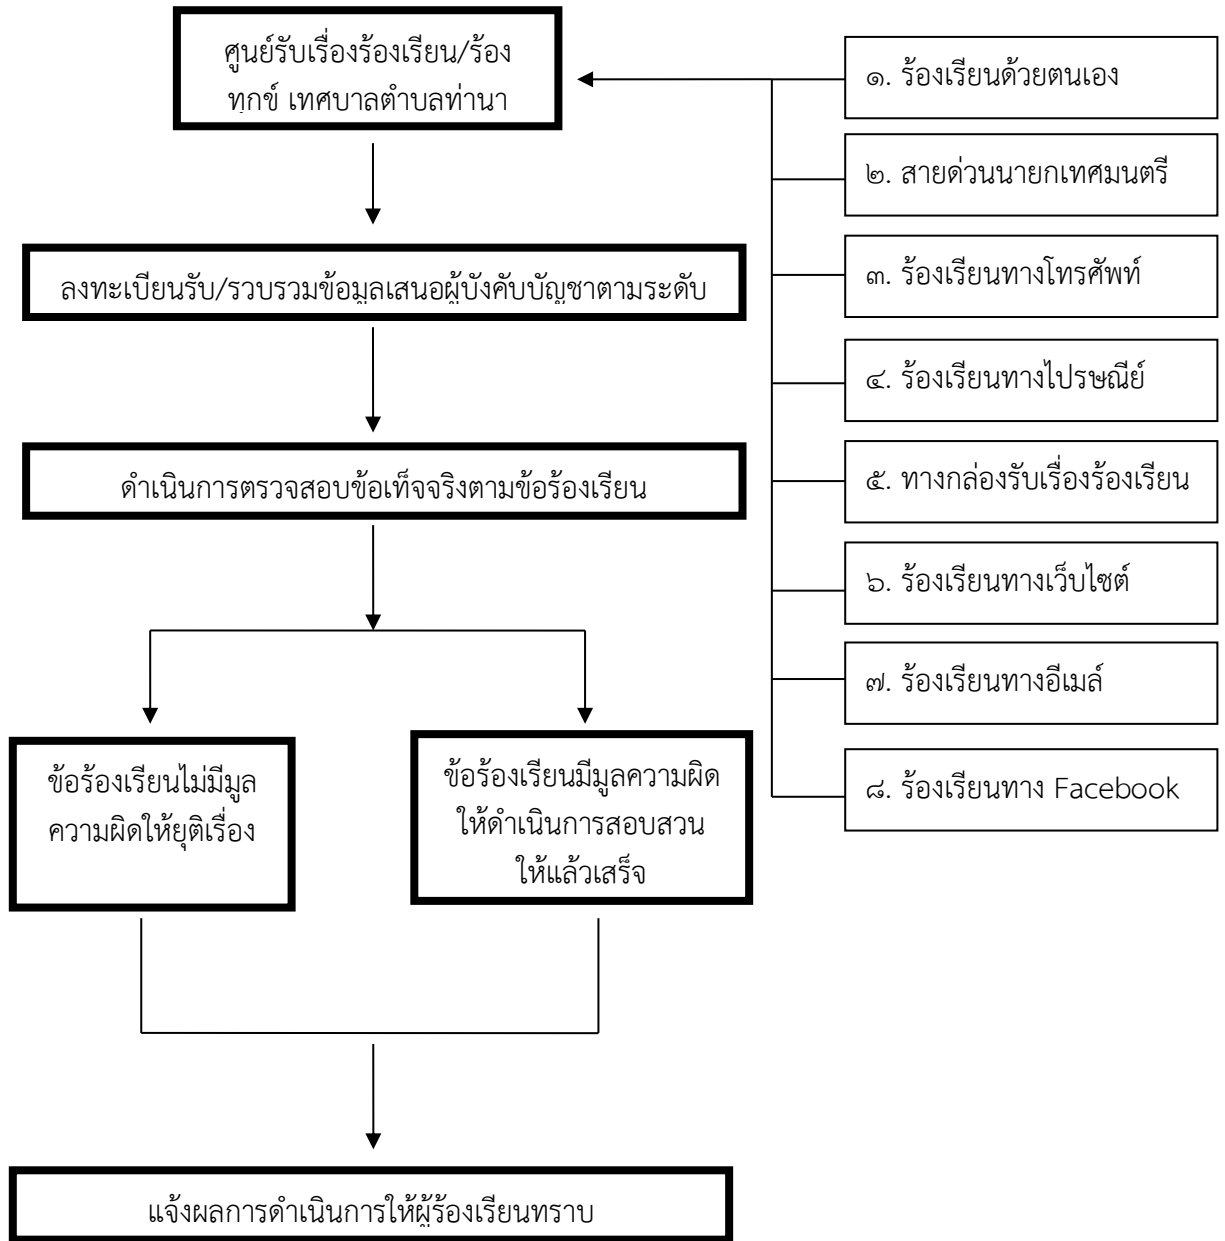 ศูนย์รับเรื่องร้องเรียน/ร้อง
ทุกข์ เทศบาลตำบลท่านา
ลงทะเบียนรับ/รวบรวมข้อมูลเสนอผู้บังคับบัญชาตามระดับ
ดำเนินการตรวจสอบข้อเท็จจริงตามข้อร้องเรียน
ข้อร้องเรียนไม่มีมูล
ความผิดให้ยุติเรื่อง
ข้อร้องเรียนมีมูลความผิด
ให้ดำเนินการสอบสวน
ให้แล้วเสร็จ
แจ้งผลการดำเนินการให้ผู้ร้องเรียนทราบ
๑. ร้องเรียนด้วยตนเอง
๒. สายด่วนนายกเทศมนตรี
๓. ร้องเรียนทางโทรศัพท์
๔. ร้องเรียนทางไปรษณีย์
๕. ทางกล่องรับเรื่องร้องเรียน
๖. ร้องเรียนทางเว็บไซต์
๗. ร้องเรียนทางอีเมล์
๘. ร้องเรียนทาง Facebook